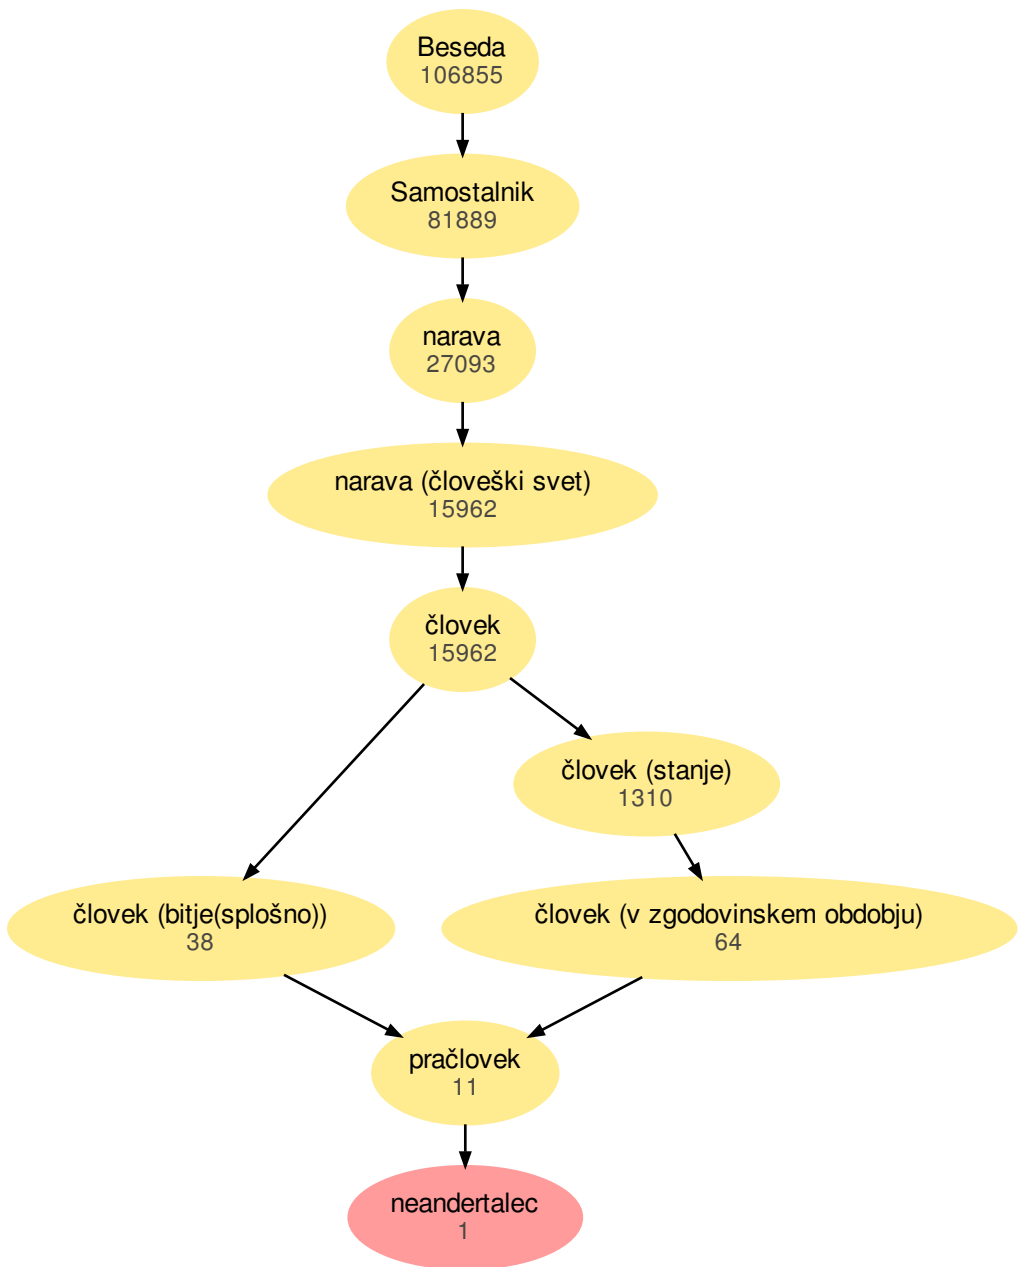 Beseda
106855
Samostalnik
81889
narava
27093
narava (človeški svet)
15962
človek
15962
človek (stanje)
1310
človek (bitje(splošno))
38
človek (v zgodovinskem obdobju)
64
pračlovek
11
neandertalec
1